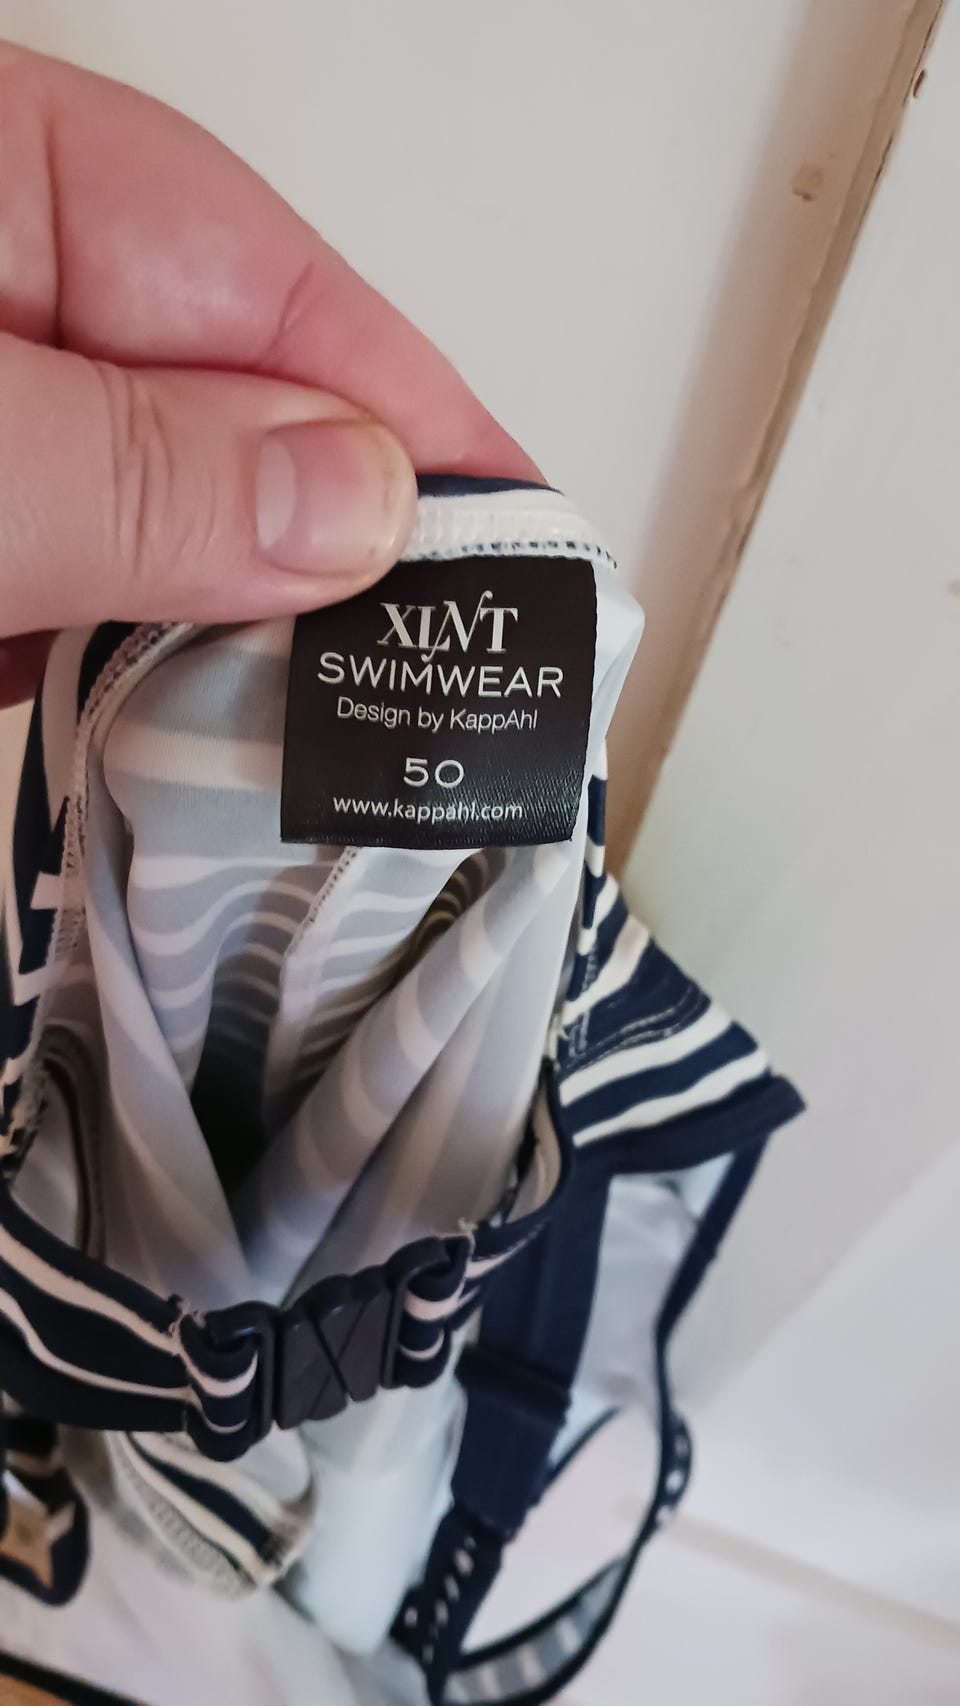 XLNT
SWIMWEAR
Design by KappAhl
50
www.kappahl.com